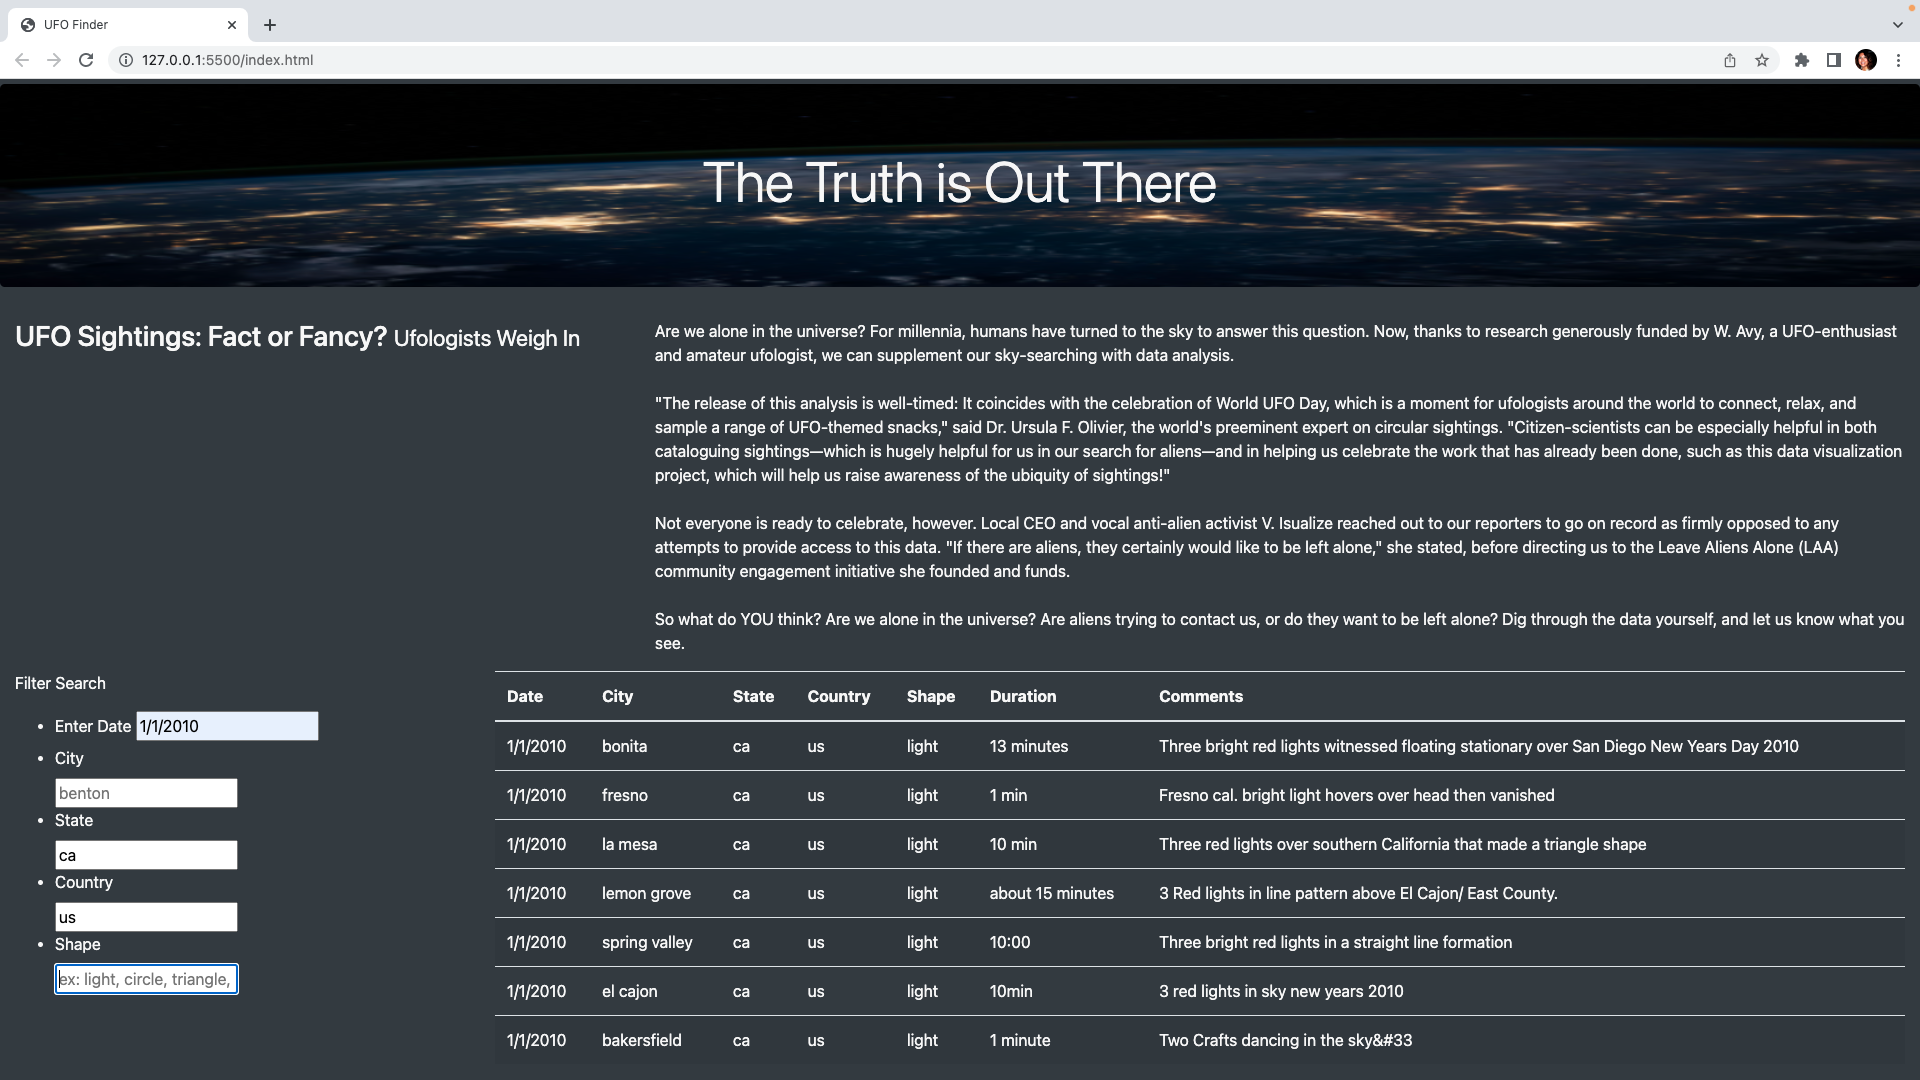 UFO Finder
127.0.0.1:5500/index.html
The Truth is Out There
UFO Sightings: Fact or Fancy? Ufologists Weigh In
Are we alone in the universe? For millennia, humans have turned to the sky to answer this question. Now, thanks to research generously funded by W. Avy, a UFO-enthusiast
and amateur ufologist, we can supplement our sky-searching with data analysis.
"The release of this analysis is well-timed: It coincides with the celebration of World UFO Day, which is a moment for ufologists around the world to connect, relax, and
sample a range of UFO-themed snacks," said Dr. Ursula F. Olivier, the world's preeminent expert on circular sightings. "Citizen-scientists can be especially helpful in both
cataloguing sightings—which is hugely helpful for us in our search for aliens—and in helping us celebrate the work that has already been done, such as this data visualization
project, which will help us raise awareness of the ubiquity of sightings!"
Not everyone is ready to celebrate, however. Local CEO and vocal anti-alien activist V. Isualize reached out to our reporters to go on record as firmly opposed to any
attempts to provide access to this data. "If there are aliens, they certainly would like to be left alone," she stated, before directing us to the Leave Aliens Alone (LAA)
community engagement initiative she founded and funds.
So what do YOU think? Are we alone in the universe? Are aliens trying to contact us, or do they want to be left alone? Dig through the data yourself, and let us know what you
see.
Filter Search
Enter Date 1/1/2010
City
benton
State
ca
Country
us
Shape
ex: light, circle, triangle,
Date City State Country Shape Duration Comments
1/1/2010 bonita ca us light 13 minutes Three bright red lights witnessed floating stationary over San Diego New Years Day 2010
1/1/2010 fresno ca us light 1 min Fresno cal. bright light hovers over head then vanished
1/1/2010 la mesa ca us light 10 min Three red lights over southern California that made a triangle shape
1/1/2010 lemon grove ca us light about 15 minutes 3 Red lights in line pattern above El Cajon/ East County.
1/1/2010 spring valley ca us light 10:00 Three bright red lights in a straight line formation
1/1/2010 el cajon ca us light 10min 3 red lights in sky new years 2010
1/1/2010 bakersfield ca us light 1 minute Two Crafts dancing in the sky&#33